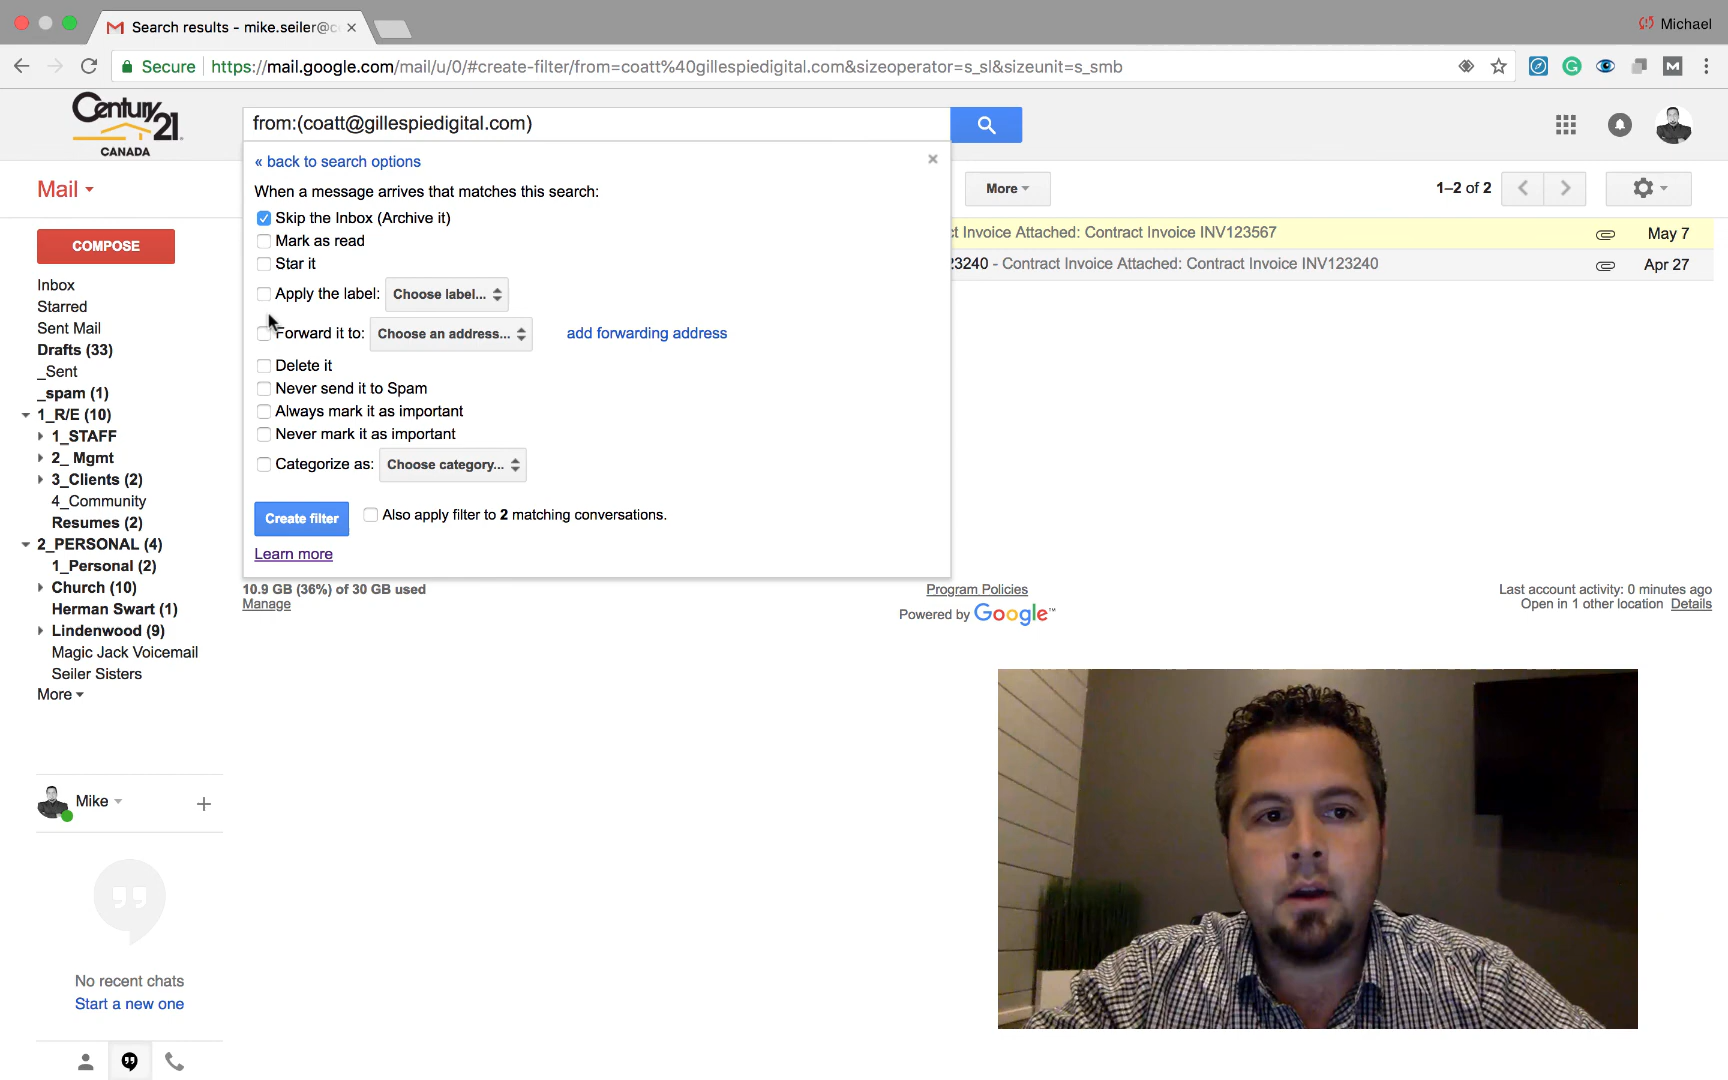 Search results - mike.seiler@c
Michael
Secure
https://mail.google.com/mail/u/0/#create-filter/from=coatt%40gillespiedigital.com&sizeoperator=s_sl&sizeunit=s_smb
Century 21
CANADA
from:(coatt@gillespiedigital.com)
« back to search options
When a message arrives that matches this search:
Skip the Inbox (Archive it)
Mark as read
Star it
Apply the label: Choose label...
Forward it to: Choose an address... add forwarding address
Delete it
Never send it to Spam
Always mark it as important
Never mark it as important
Categorize as: Choose category...
Create filter Also apply filter to 2 matching conversations.
Learn more
Mail
More
1–2 of 2
ct Invoice Attached: Contract Invoice INV123567 May 7
23240 - Contract Invoice Attached: Contract Invoice INV123240 Apr 27
COMPOSE
Inbox
Starred
Sent Mail
Drafts (33)
_Sent
_spam (1)
1_R/E (10)
1_STAFF
2_ Mgmt
3_Clients (2)
4_Community
Resumes (2)
2_PERSONAL (4)
1_Personal (2)
Church (10)
Herman Swart (1)
Lindenwood (9)
Magic Jack Voicemail
Seiler Sisters
More
10.9 GB (36%) of 30 GB used
Manage
Program Policies
Powered by Google™
Last account activity: 0 minutes ago
Open in 1 other location Details
Mike
No recent chats
Start a new one